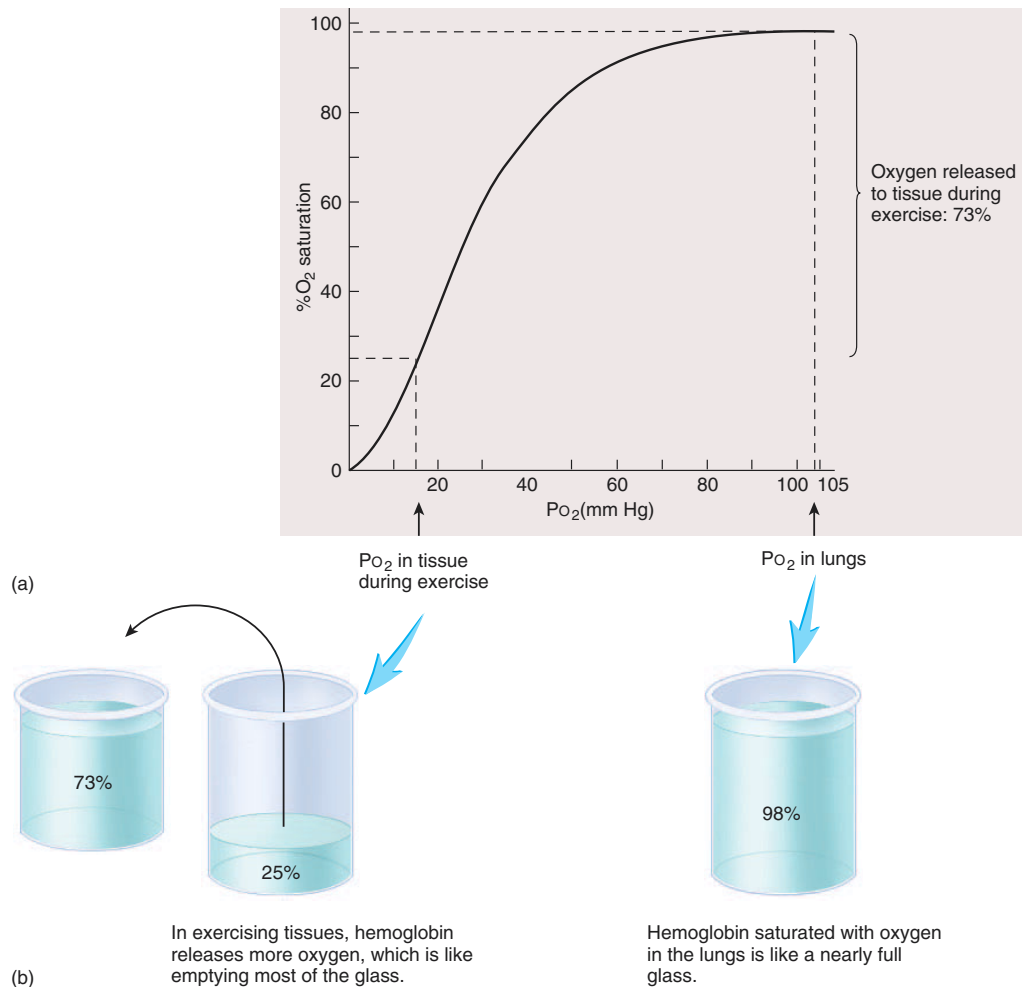 100
80
60
40
20
0
%O₂ saturation
20
40
60
80
100
105
PO₂(mm Hg)
Oxygen released
to tissue during
exercise: 73%
PO₂ in tissue
during exercise
PO₂ in lungs
(a)
73%
25%
98%
In exercising tissues, hemoglobin
releases more oxygen, which is like
emptying most of the glass.
Hemoglobin saturated with oxygen
in the lungs is like a nearly full
glass.
(b)